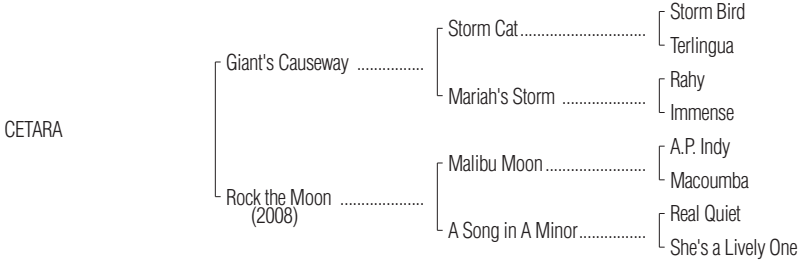 Storm Bird
Storm Cat..............................
Terlingua
Giant's Causeway ................
Rahy
Mariah's Storm ....................
Immense
CETARA
A.P. Indy
Malibu Moon........................
Macoumba
Rock the Moon ....................
(2008)
Real Quiet
A Song in A Minor................
She's a Lively One